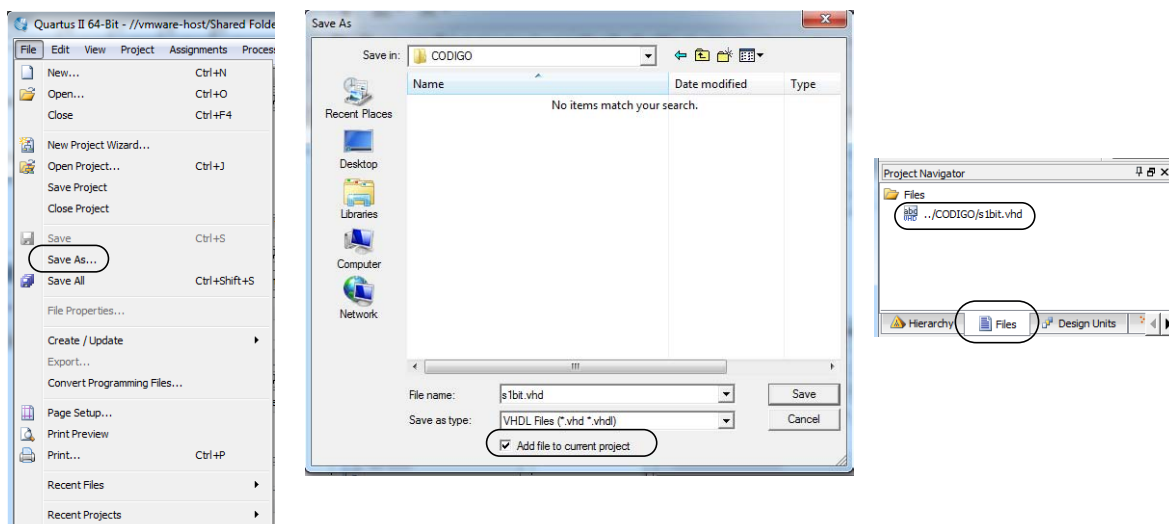 Quartus II 64-Bit - //vmware-host/Shared Folde
File Edit View Project Assignments Proces
New... Ctrl+N
Open... Ctrl+O
Close Ctrl+F4
New Project Wizard...
Open Project... Ctrl+J
Save Project
Close Project
Save Ctrl+S
Save As...
Save All Ctrl+Shift+S
File Properties...
Create / Update
Export...
Convert Programming Files...
Page Setup...
Print Preview
Print... Ctrl+P
Recent Files
Recent Projects
Save As
Save in: CODIGO
Name Date modified Type
No items match your search.
Recent Places
Desktop
Libraries
Computer
Network
File name: s1bit.vhd Save
Save as type: VHDL Files (*.vhd *.vhdl) Cancel
Add file to current project
Project Navigator
Files
abd
VHD
../CODIGO/s1bit.vhd
Hierarchy Files Design Units